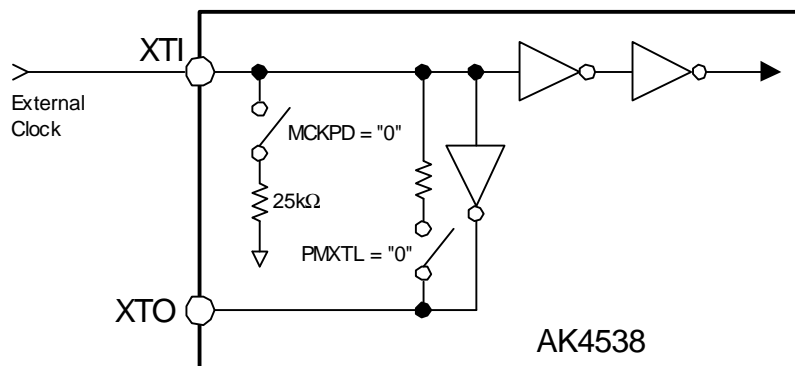 XTI
External
Clock
MCKPD = "0"
25kΩ
PMXTL = "0"
XTO
AK4538